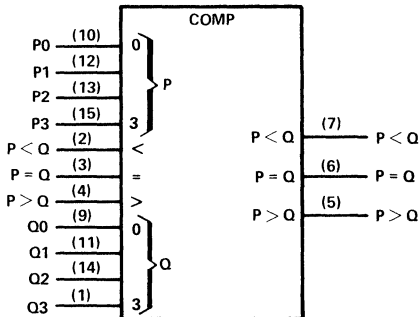 COMP
P0 (10) 0
P1 (12)
P2 (13) P
P3 (15) 3
P < Q (2) < P < Q (7) P < Q
P = Q (3) = P = Q (6) P = Q
P > Q (4) > P > Q (5) P > Q
Q0 (9) 0
Q1 (11)
Q2 (14) Q
Q3 (1) 3